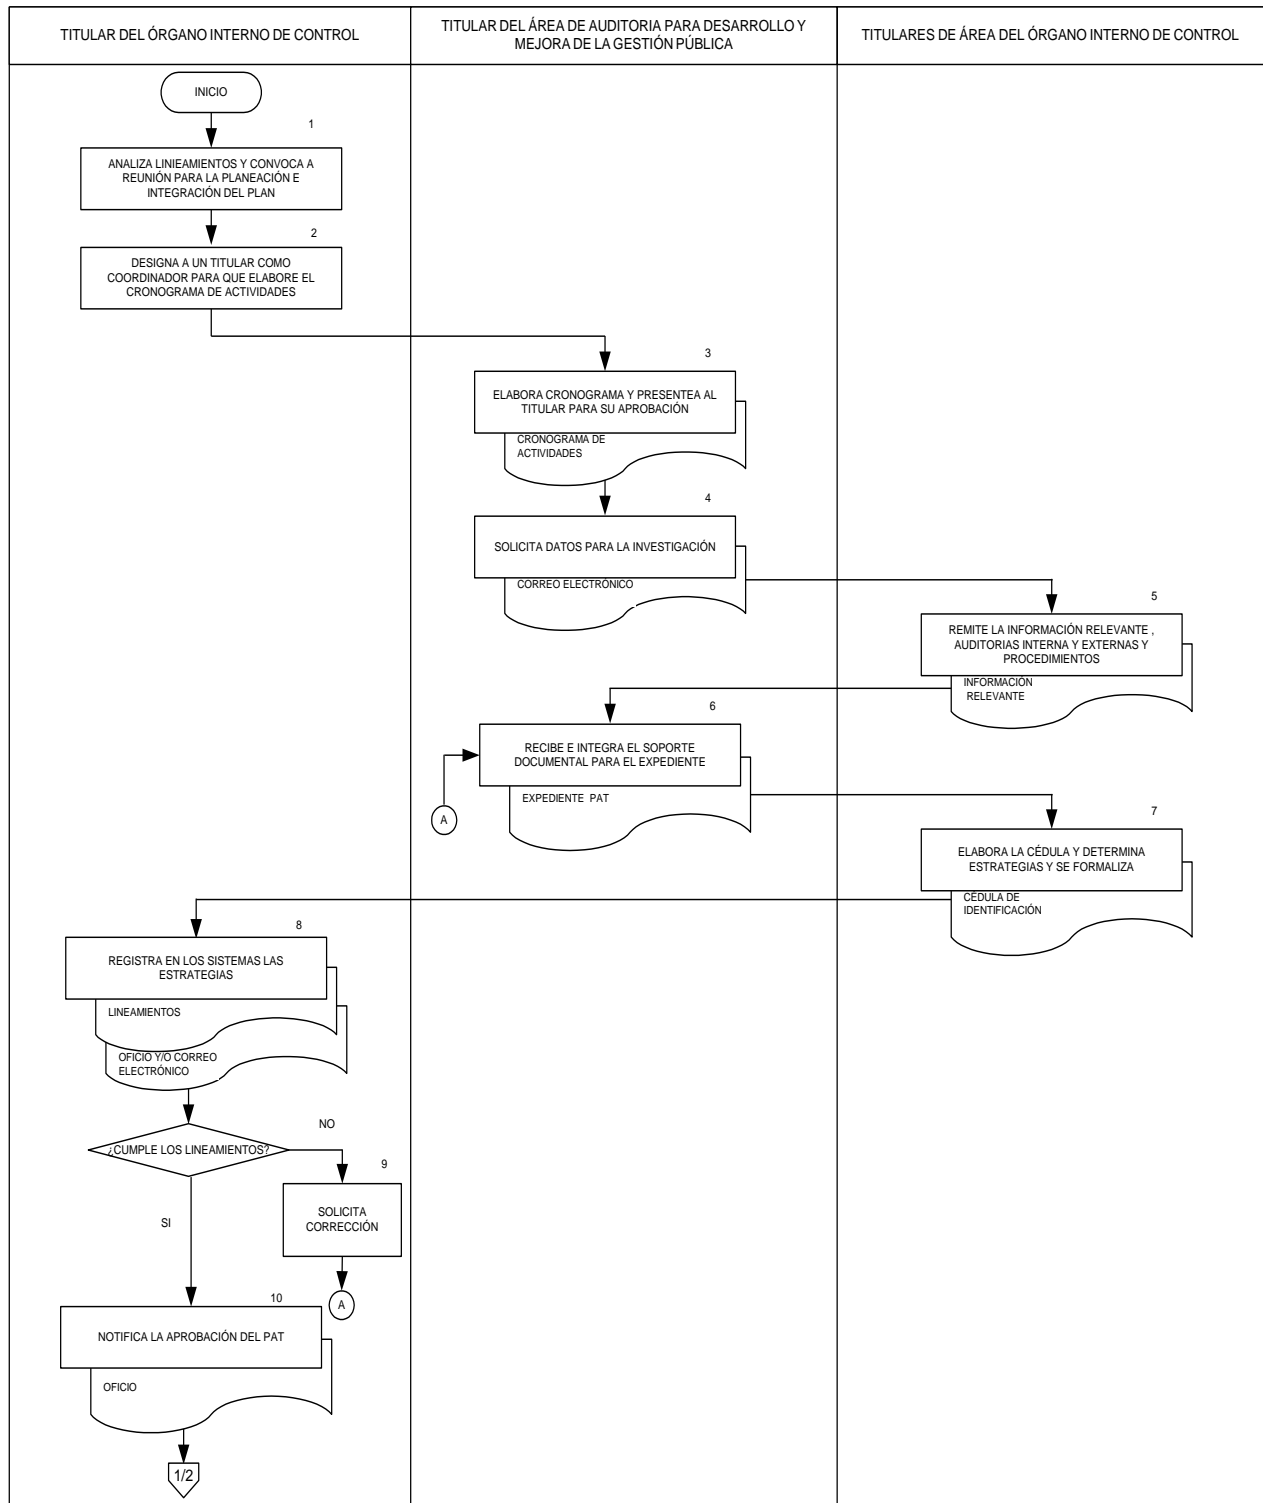 TITULAR DEL ÓRGANO INTERNO DE CONTROL
TITULAR DEL ÁREA DE AUDITORIA PARA DESARROLLO Y
MEJORA DE LA GESTIÓN PÚBLICA
TITULARES DE ÁREA DEL ÓRGANO INTERNO DE CONTROL
INICIO
1
ANALIZA LINIEAMIENTOS Y CONVOCA A
REUNIÓN PARA LA PLANEACIÓN E
INTEGRACIÓN DEL PLAN
2
DESIGNA A UN TITULAR COMO
COORDINADOR PARA QUE ELABORE EL
CRONOGRAMA DE ACTIVIDADES
3
ELABORA CRONOGRAMA Y PRESENTEA AL
TITULAR PARA SU APROBACIÓN
CRONOGRAMA DE
ACTIVIDADES
4
SOLICITA DATOS PARA LA INVESTIGACIÓN
CORREO ELECTRÓNICO
5
REMITE LA INFORMACIÓN RELEVANTE ,
AUDITORIAS INTERNA Y EXTERNAS Y
PROCEDIMIENTOS
INFORMACIÓN
RELEVANTE
6
RECIBE E INTEGRA EL SOPORTE
DOCUMENTAL PARA EL EXPEDIENTE
EXPEDIENTE PAT
A
7
ELABORA LA CÉDULA Y DETERMINA
ESTRATEGIAS Y SE FORMALIZA
CÉDULA DE
IDENTIFICACIÓN
8
REGISTRA EN LOS SISTEMAS LAS
ESTRATEGIAS
LINEAMIENTOS
OFICIO Y/O CORREO
ELECTRÓNICO
¿CUMPLE LOS LINEAMIENTOS?
NO
9
SOLICITA
CORRECCIÓN
A
SI
10
NOTIFICA LA APROBACIÓN DEL PAT
OFICIO
1/2